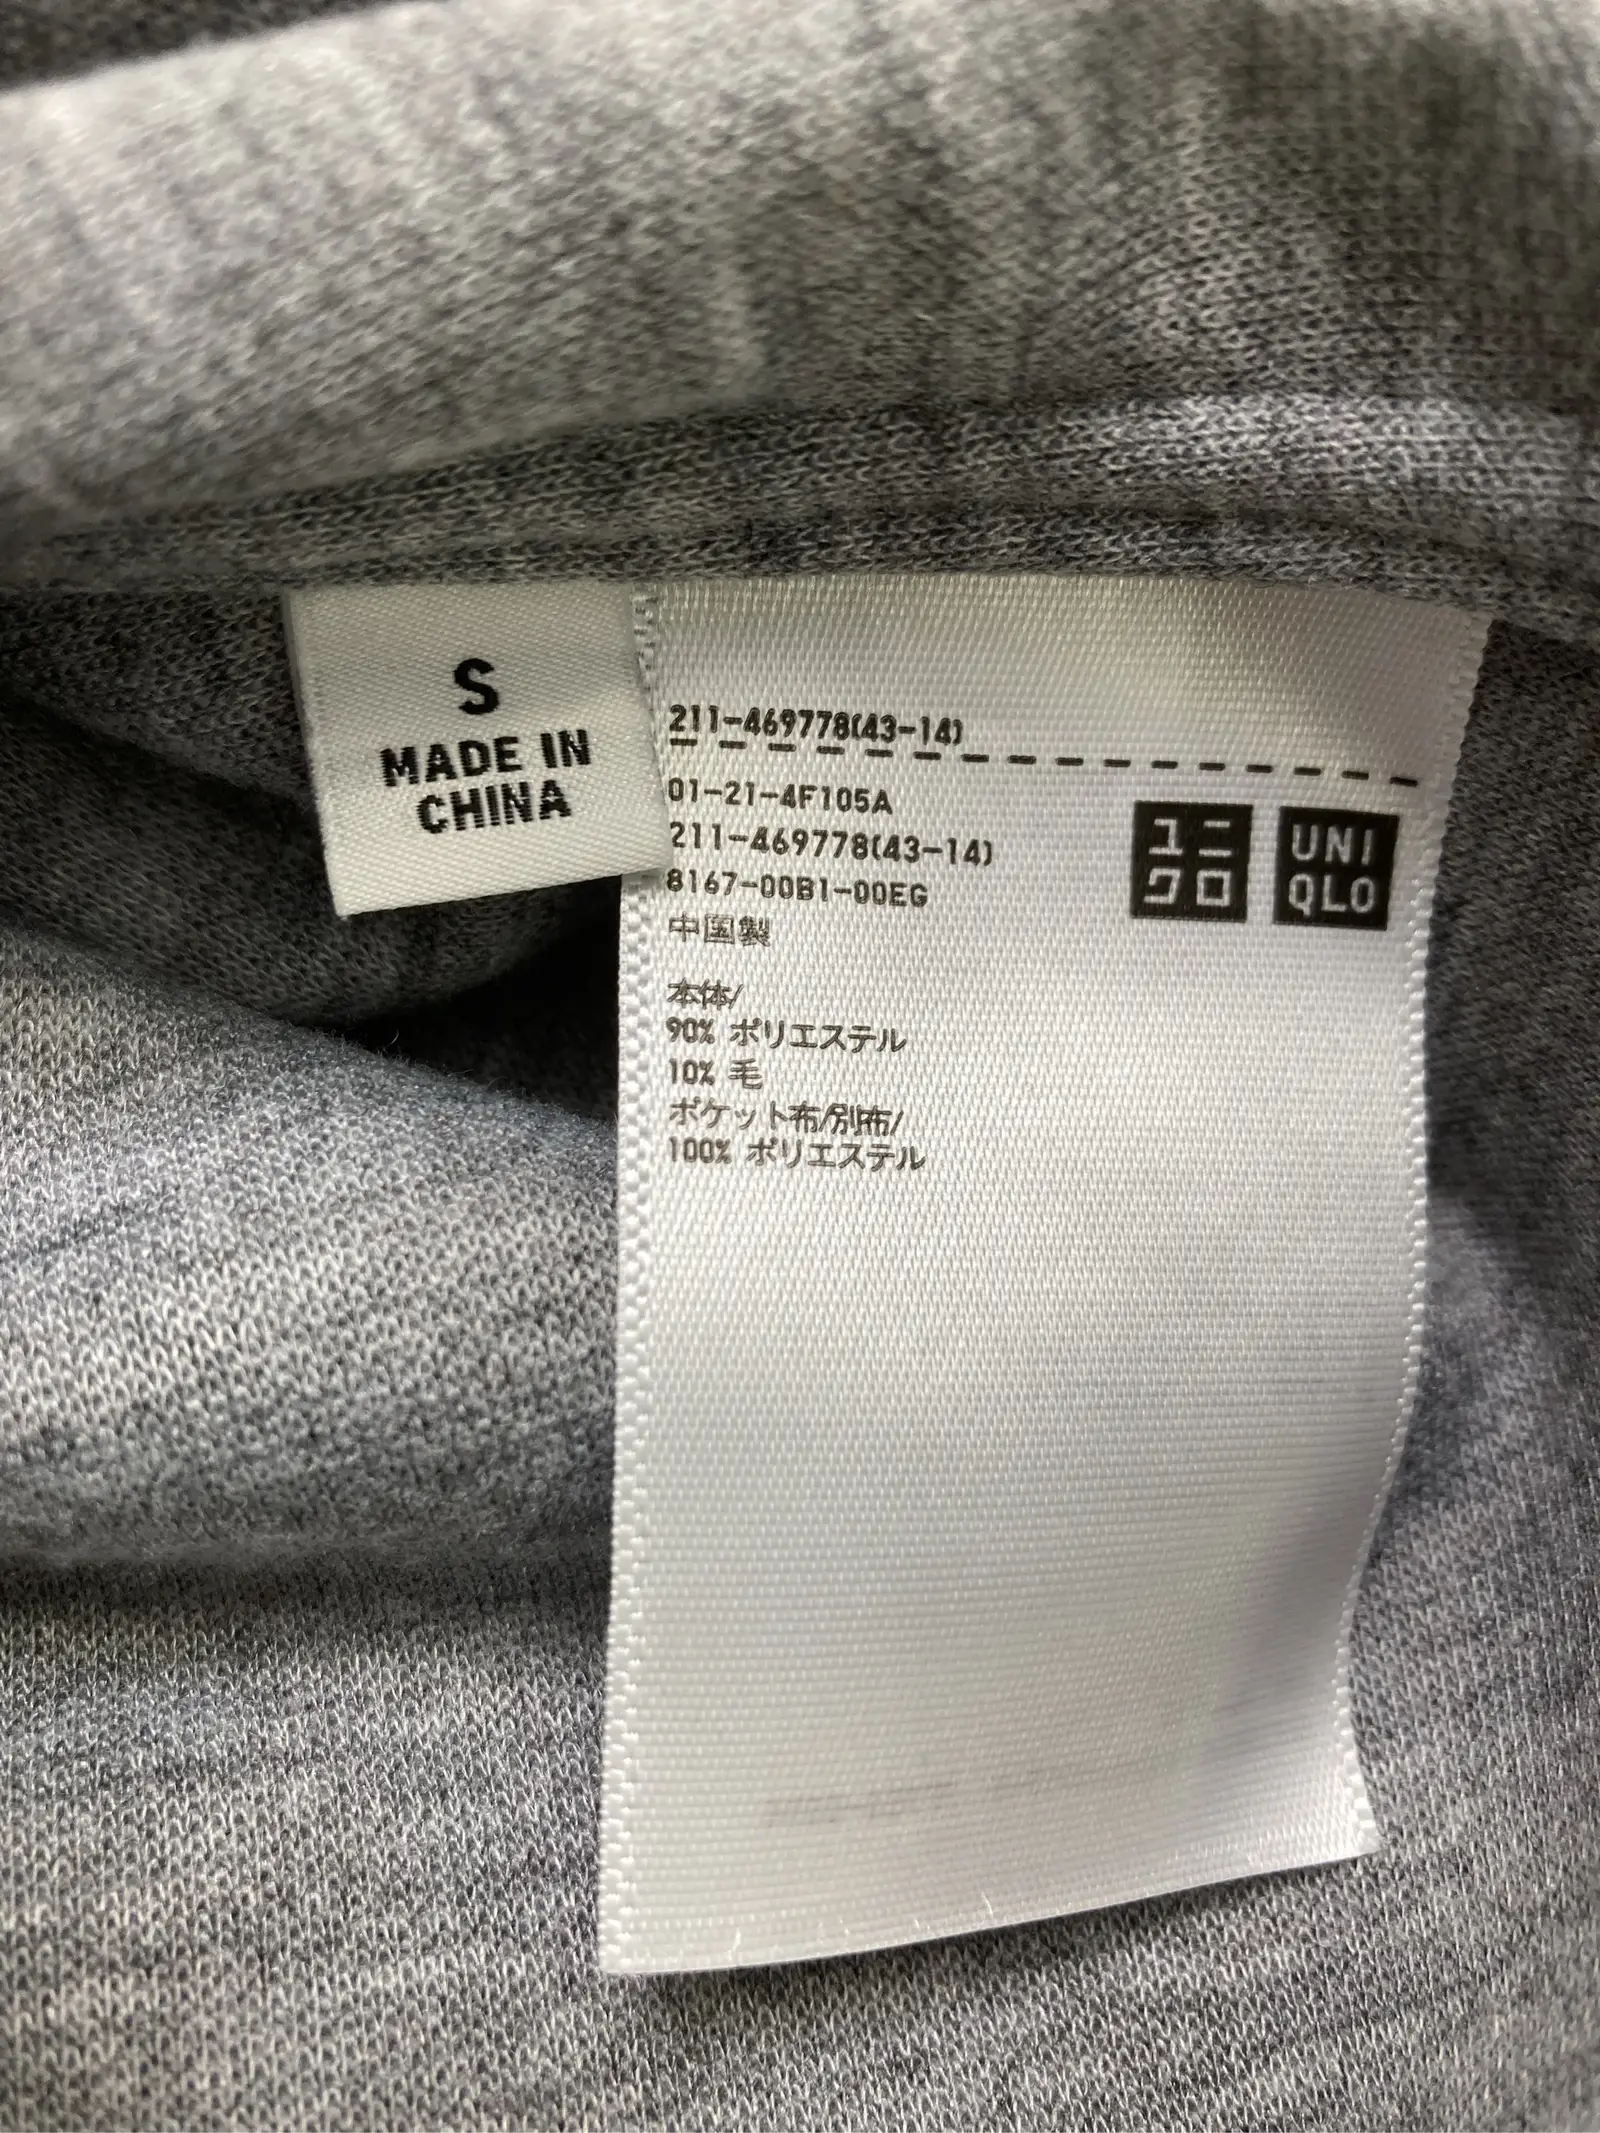 S
MADE IN
CHINA
211-469778(43-14)
01-21-4F105A
211-469778(43-14)
8167-00B1-00EG
中国製
ユニ
クロ
UNI
QLO
本体/
90% ポリエステル
10% 毛
ポケット布/別布/
100% ポリエステル